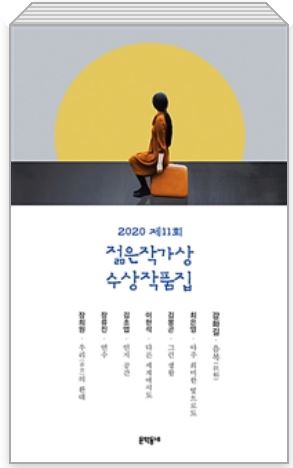 2020 제11회
젊은작가상
수상작품집
강화길 · 음복(飮福)
최은영 · 아주 희미한 빛으로도
김봉곤 · 그런 생활
이현석 · 다른 세계에서도
김초엽 · 인지 공간
장류진 · 연수
장희원 · 우리[畜舍]의 환대
문학동네